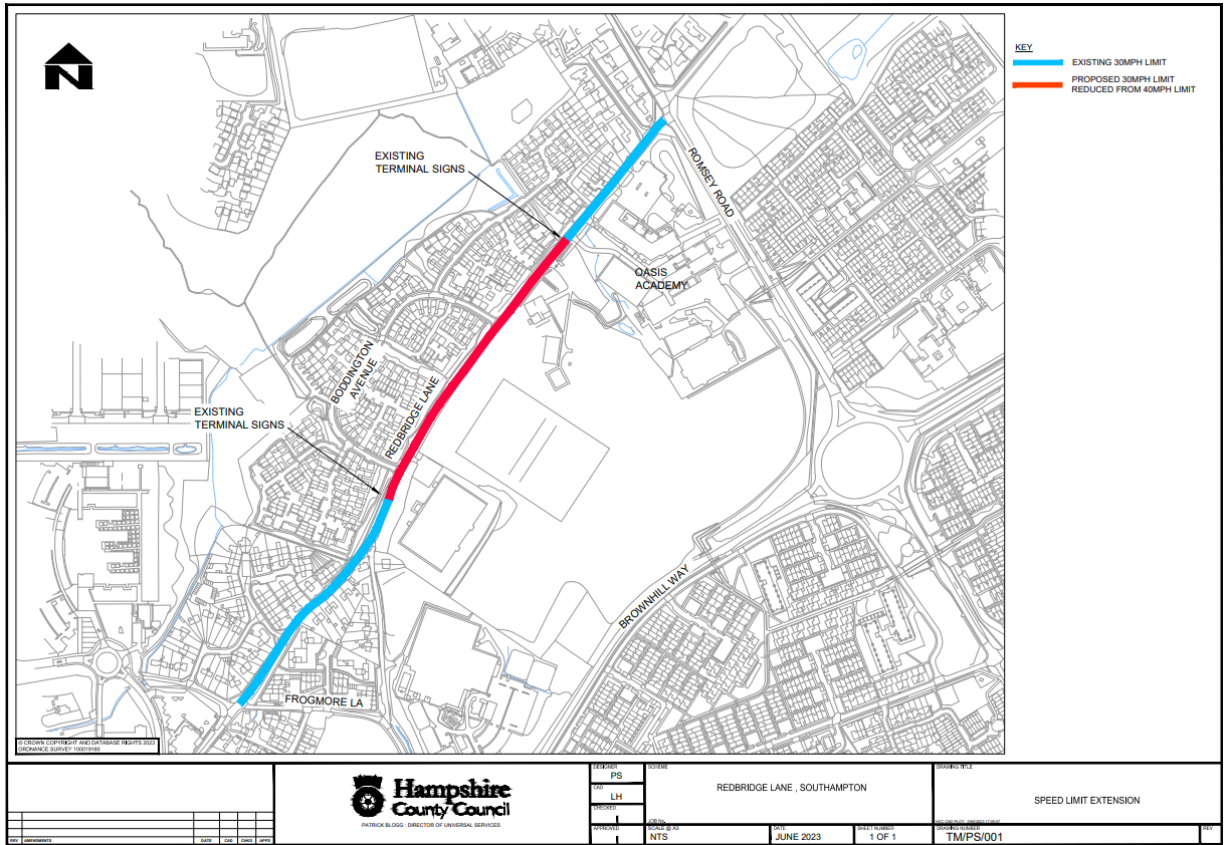 KEY
EXISTING 30MPH LIMIT
PROPOSED 30MPH LIMIT
REDUCED FROM 40MPH LIMIT
N
EXISTING
TERMINAL SIGNS
ROMSEY ROAD
OASIS
ACADEMY
BODDINGTON
AVENUE
REDBRIDGE LANE
EXISTING
TERMINAL SIGNS
BROWNHILL WAY
FROGMORE LA
© CROWN COPYRIGHT AND DATABASE RIGHTS 2023
ORDNANCE SURVEY 100019180
REV
AMENDMENTS
DATE
CAD
CHKD
APPD
Hampshire
County Council
PATRICK BLOGG : DIRECTOR OF UNIVERSAL SERVICES
DESIGNER
PS
CAD
LH
CHECKED
APPROVED
SCHEME
REDBRIDGE LANE , SOUTHAMPTON
JOB No.
SCALE @ A3
NTS
DATE
JUNE 2023
SHEET NUMBER
1 OF 1
DRAWING TITLE
SPEED LIMIT EXTENSION
DRAWING NUMBER
TM/PS/001
REV